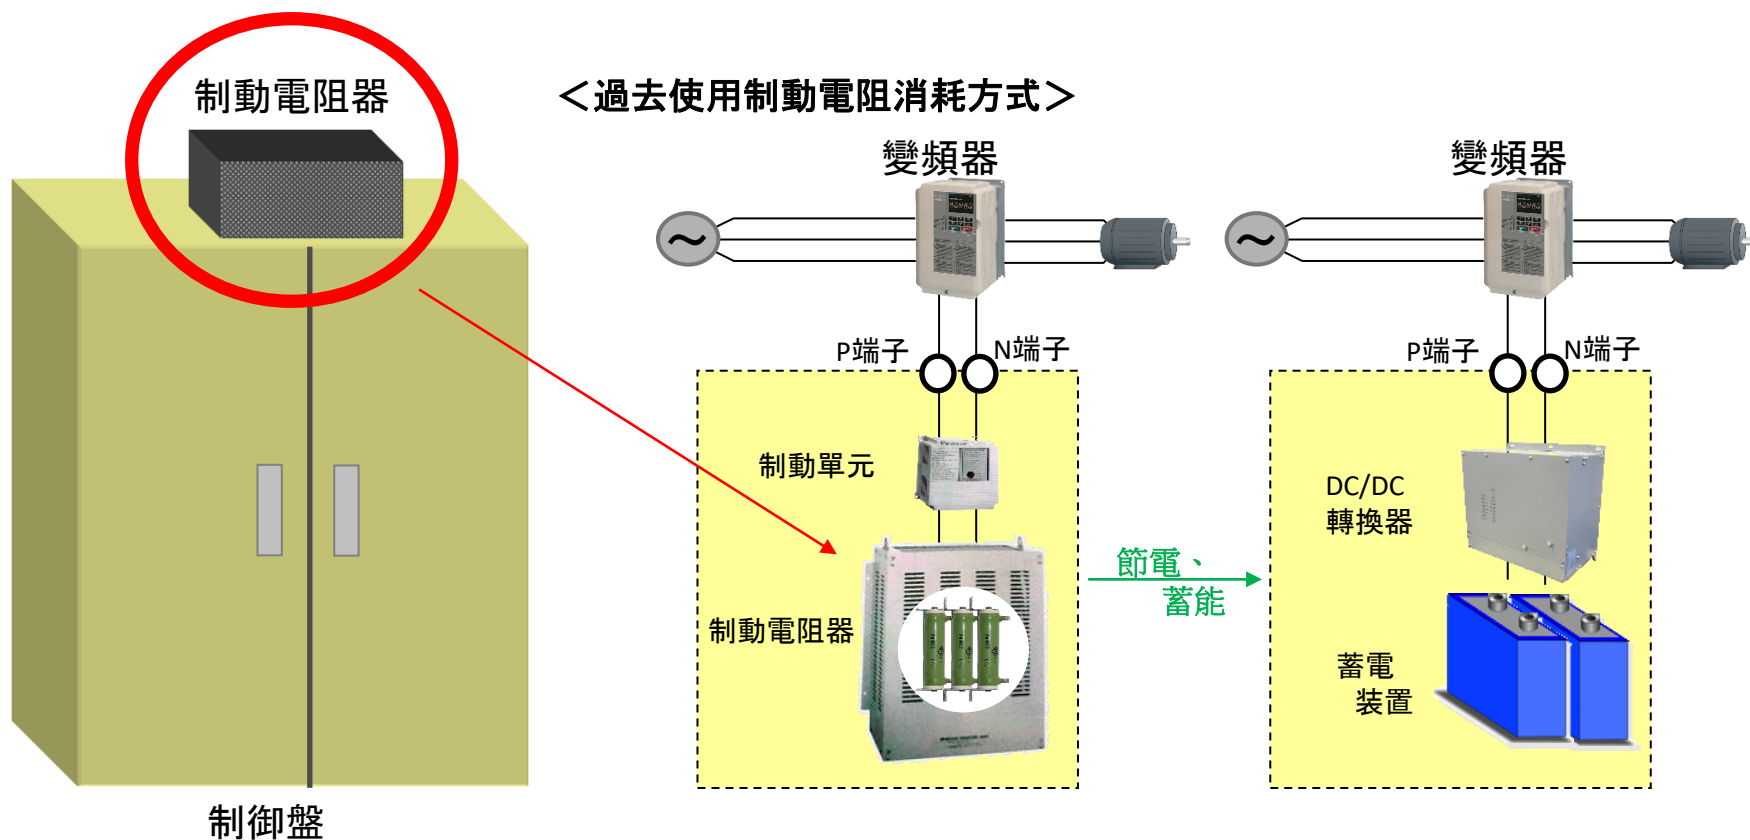 制動電阻器
＜過去使用制動電阻消耗方式＞
變頻器
變頻器
P端子
N端子
P端子
N端子
制動單元
DC/DC
轉換器
節電、
蓄能
制動電阻器
蓄電
装置
制御盤